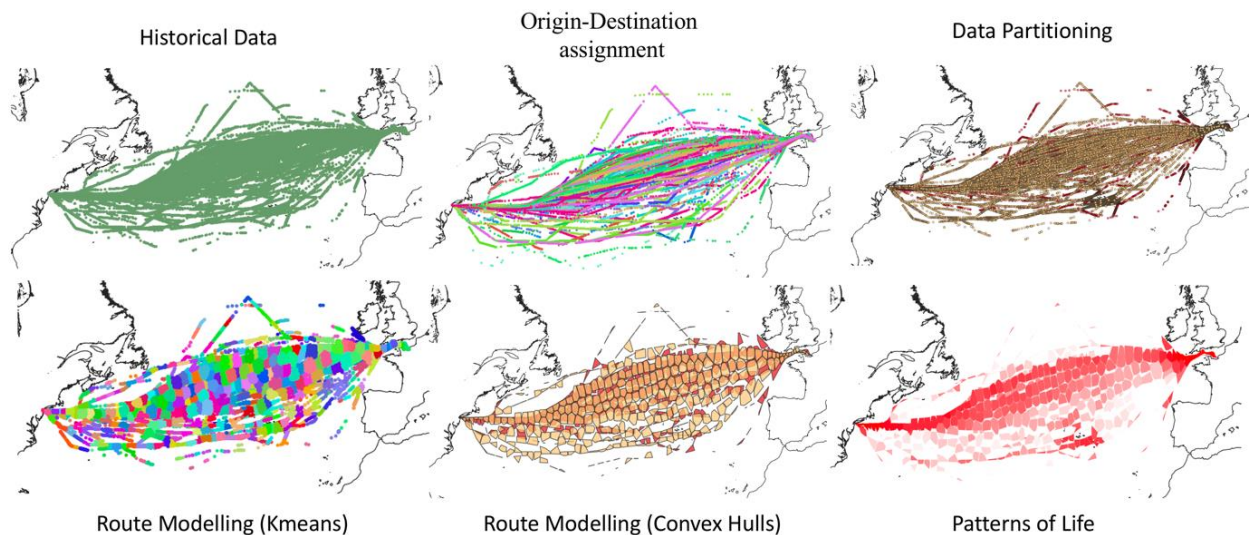 Historical Data
Origin-Destination
assignment
Data Partitioning
Route Modelling (Kmeans)
Route Modelling (Convex Hulls)
Patterns of Life